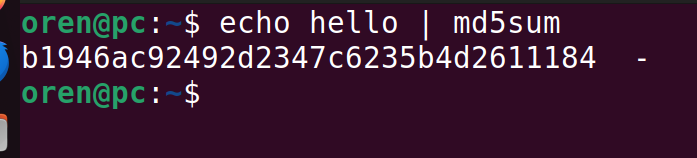 oren@pc:~$ echo hello | md5sum
b1946ac92492d2347c6235b4d2611184  -
oren@pc:~$